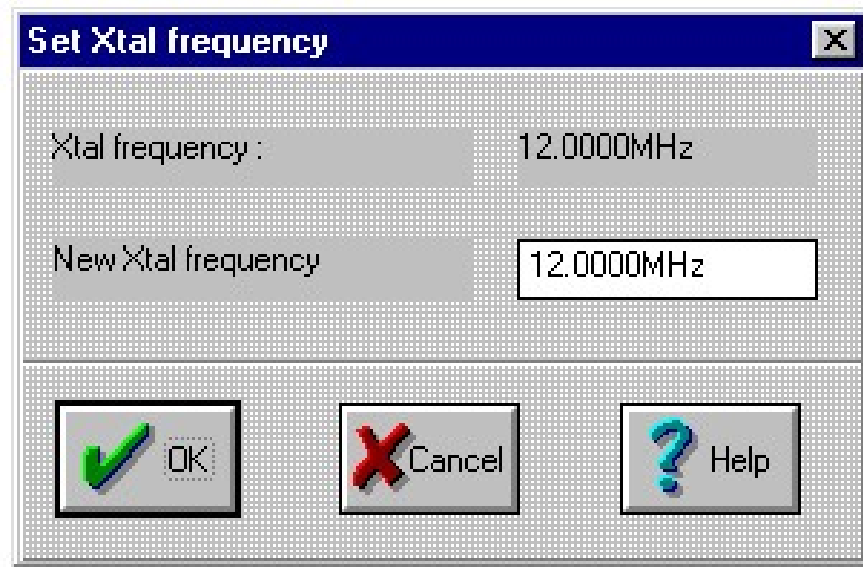 Set Xtal frequency
Xtal frequency : 12.0000MHz
New Xtal frequency 12.0000MHz
OK Cancel Help